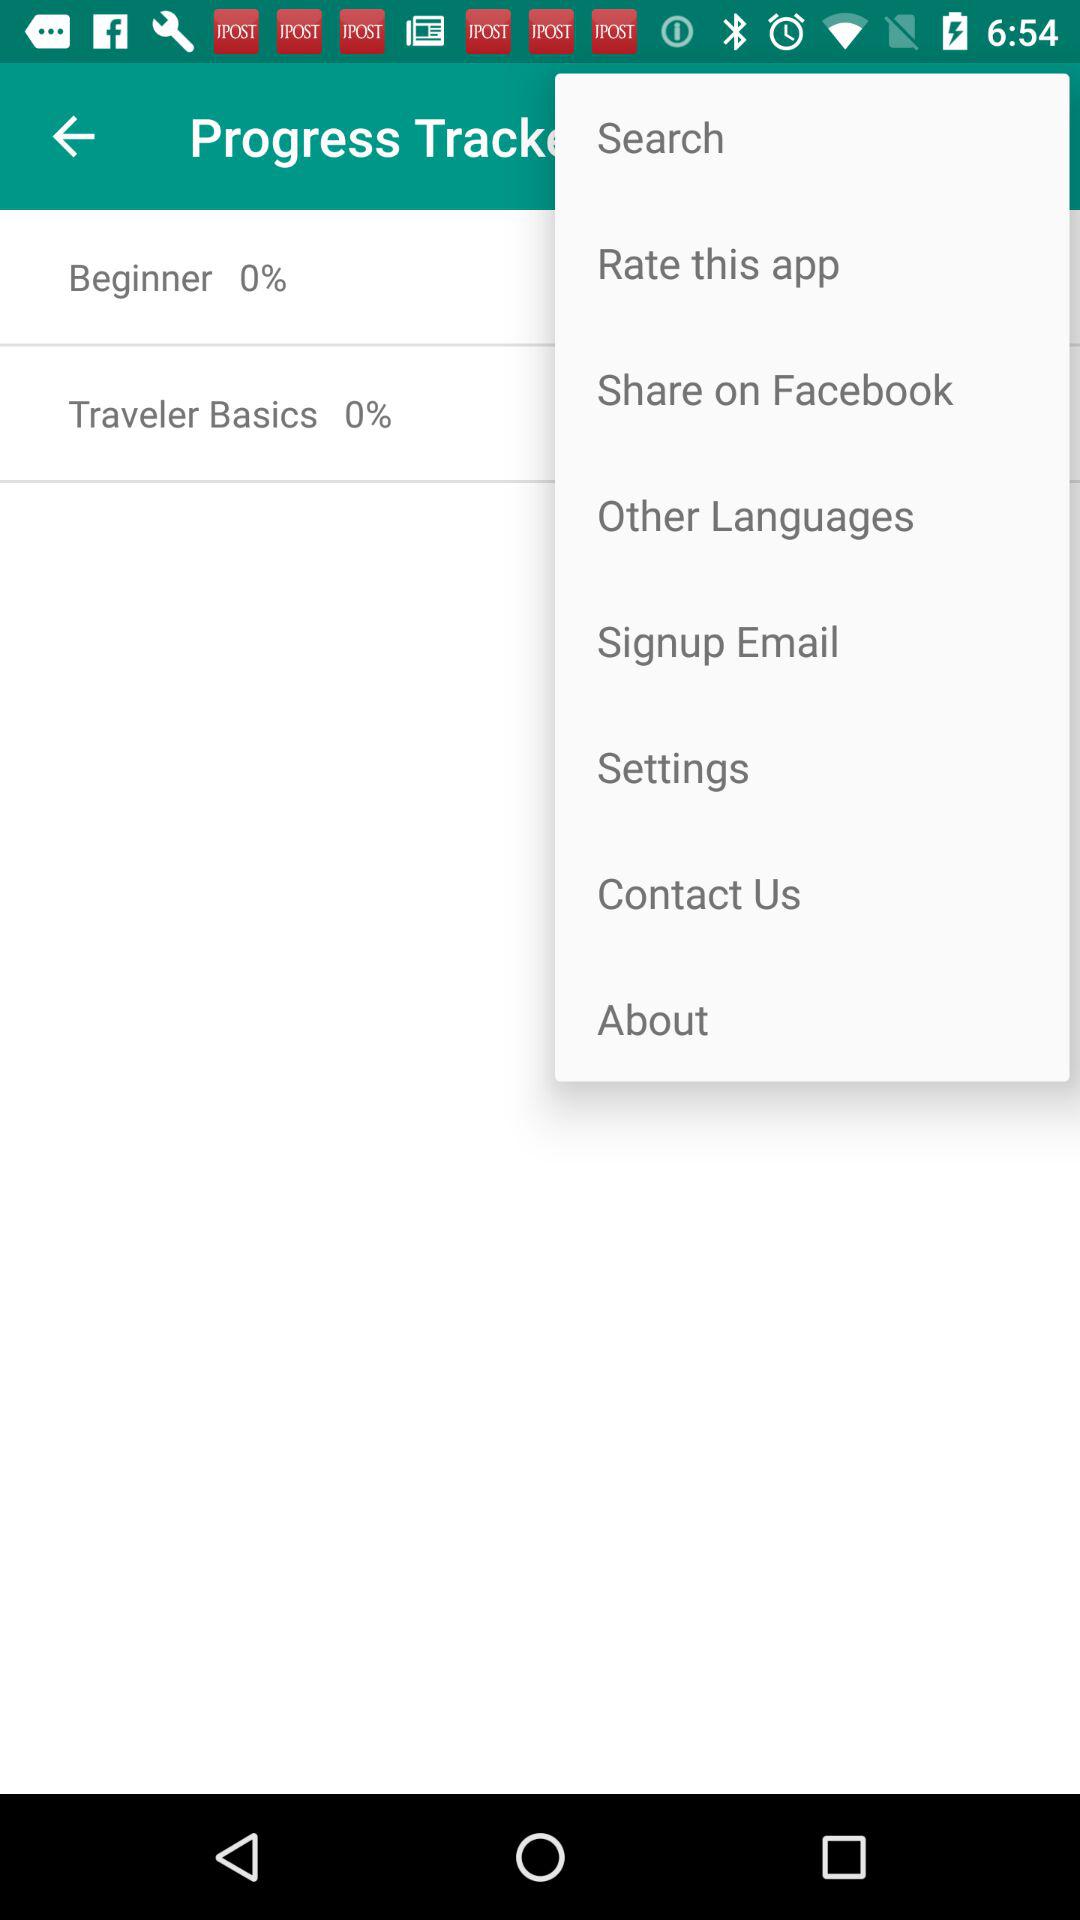 JPOST JPOST JPOST JPOST JPOST JPOST 6:54
Progress Tracke
Beginner 0%
Traveler Basics 0%
Search
Rate this app
Share on Facebook
Other Languages
Signup Email
Settings
Contact Us
About